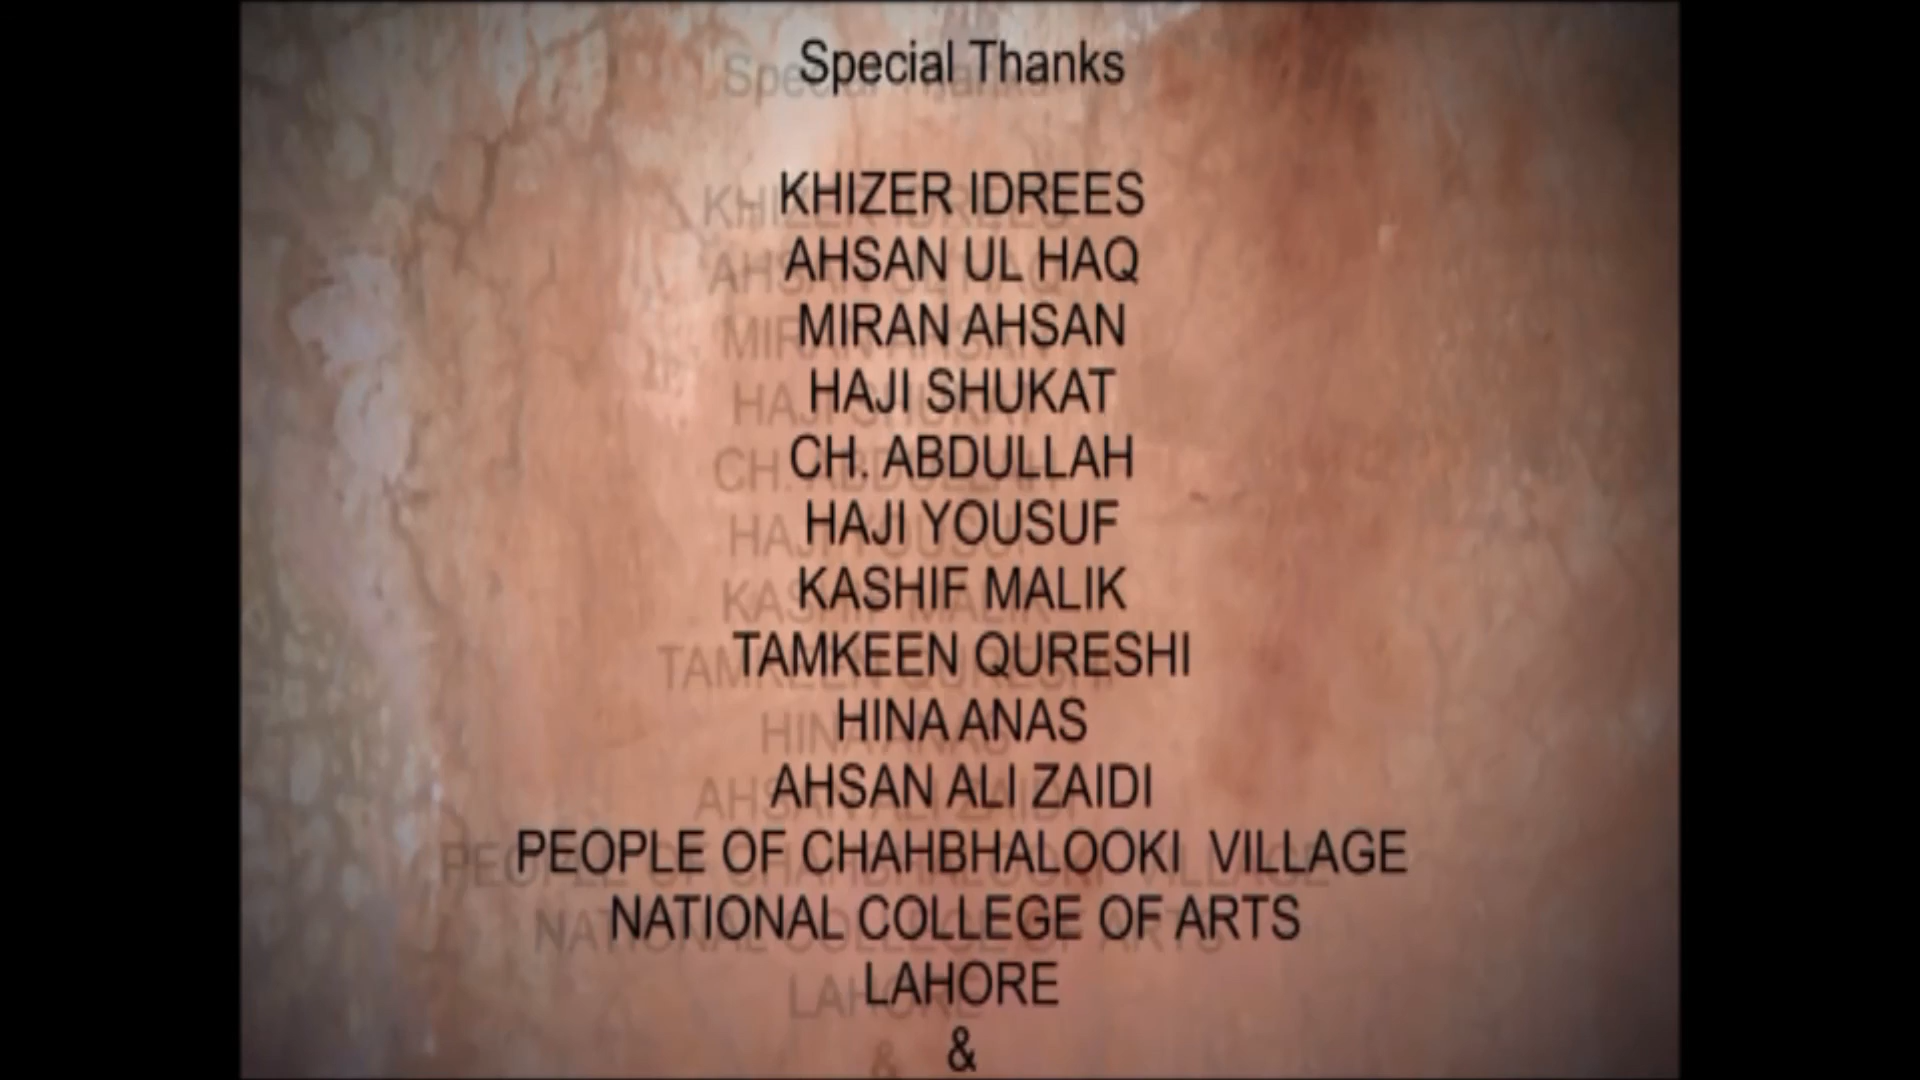 Special Thanks
KHIZER IDREES
AHSAN UL HAQ
MIRAN AHSAN
HAJI SHUKAT
CH. ABDULLAH
HAJI YOUSUF
KASHIF MALIK
TAMKEEN QURESHI
HINA ANAS
AHSAN ALI ZAIDI
PEOPLE OF CHAHBHALOOKI VILLAGE
NATIONAL COLLEGE OF ARTS
LAHORE
&